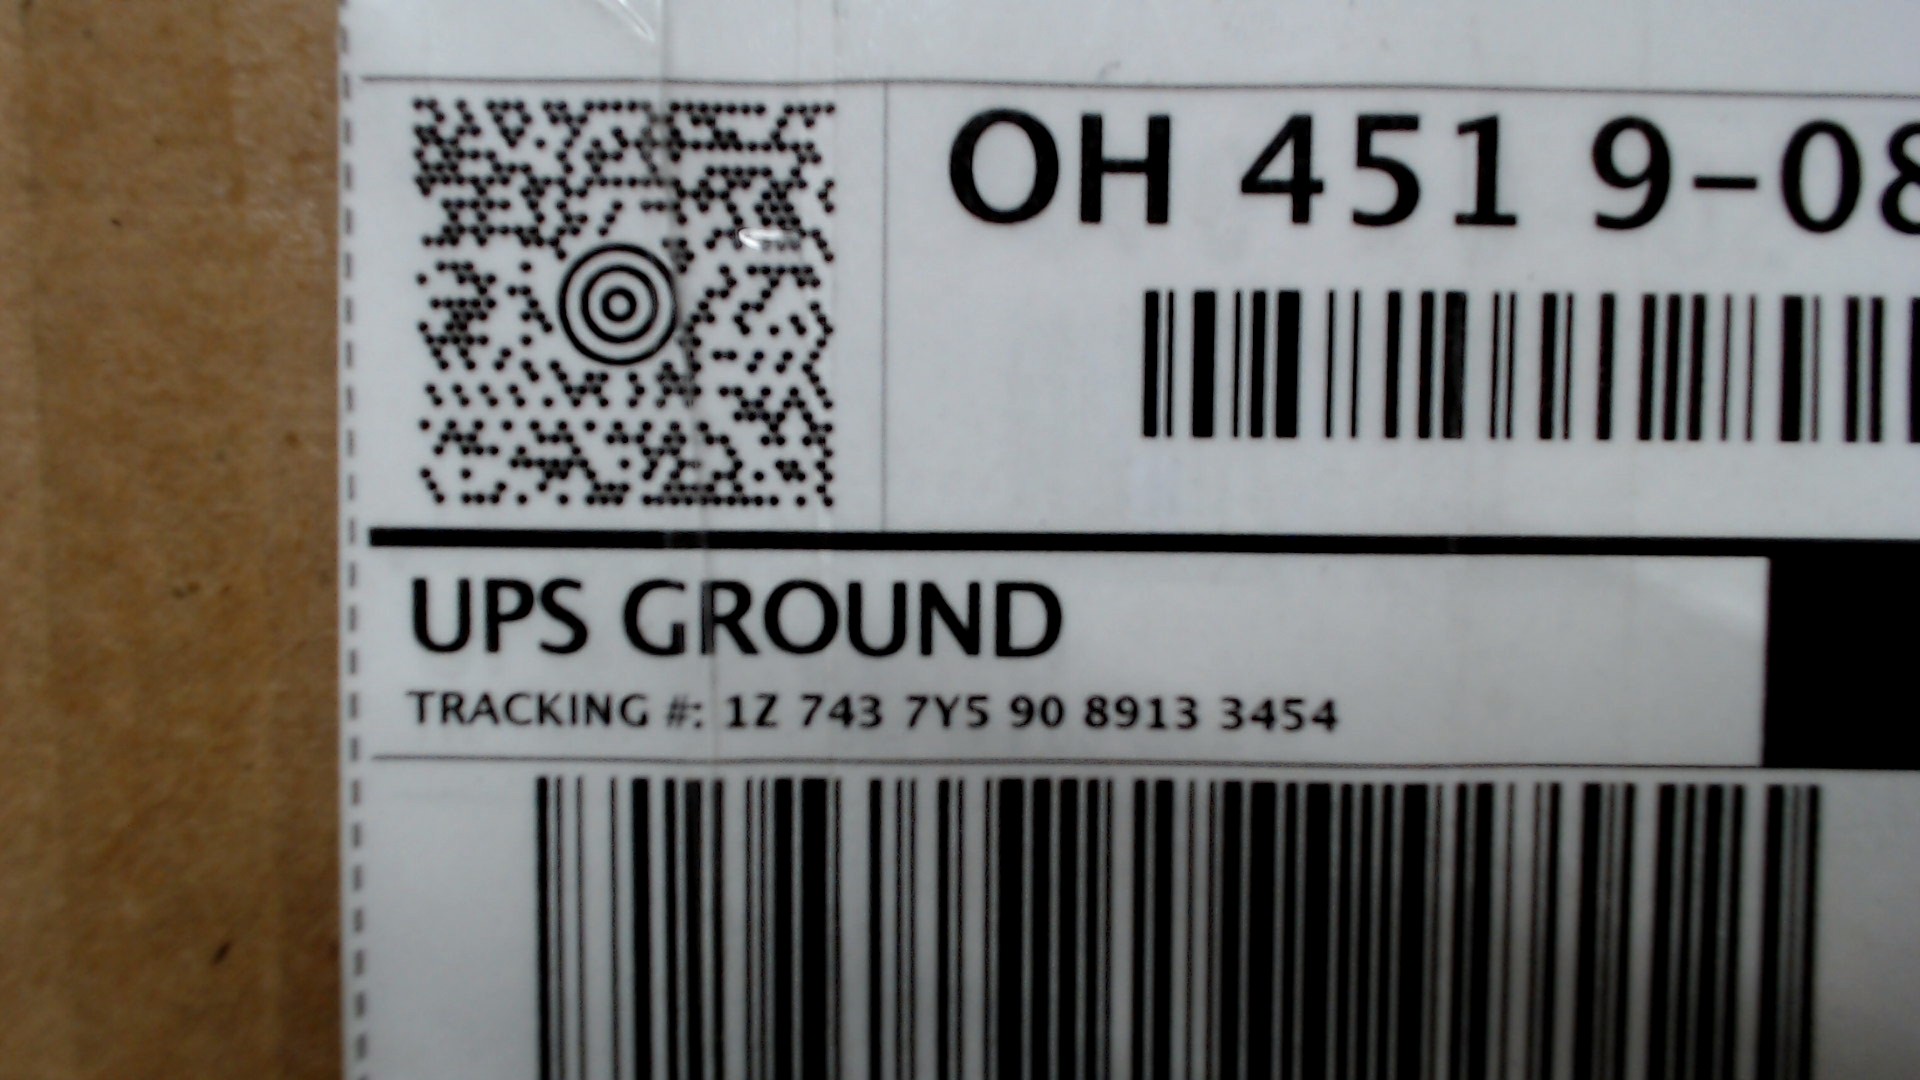 OH 451 9-08
UPS GROUND
TRACKING #: 1Z 743 7Y5 90 8913 3454